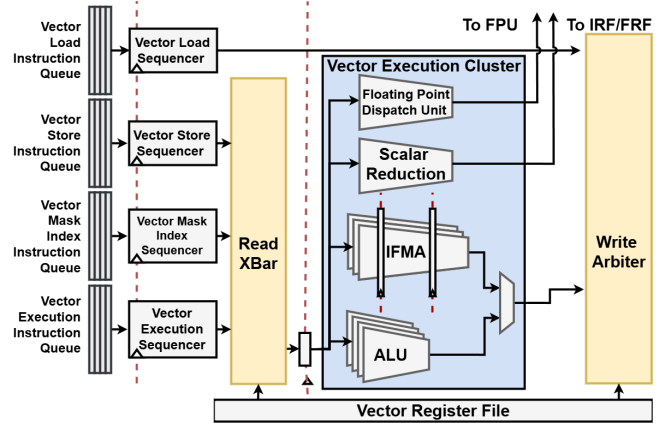 Vector
Load
Instruction
Queue
Vector Load
Sequencer
To FPU
To IRF/FRF
Vector Execution Cluster
Floating Point
Dispatch Unit
Vector
Store
Instruction
Queue
Vector Store
Sequencer
Scalar
Reduction
Vector
Mask
Index
Instruction
Queue
Vector Mask
Index
Sequencer
Read
XBar
IFMA
Write
Arbiter
Vector
Execution
Instruction
Queue
Vector
Execution
Sequencer
ALU
Vector Register File